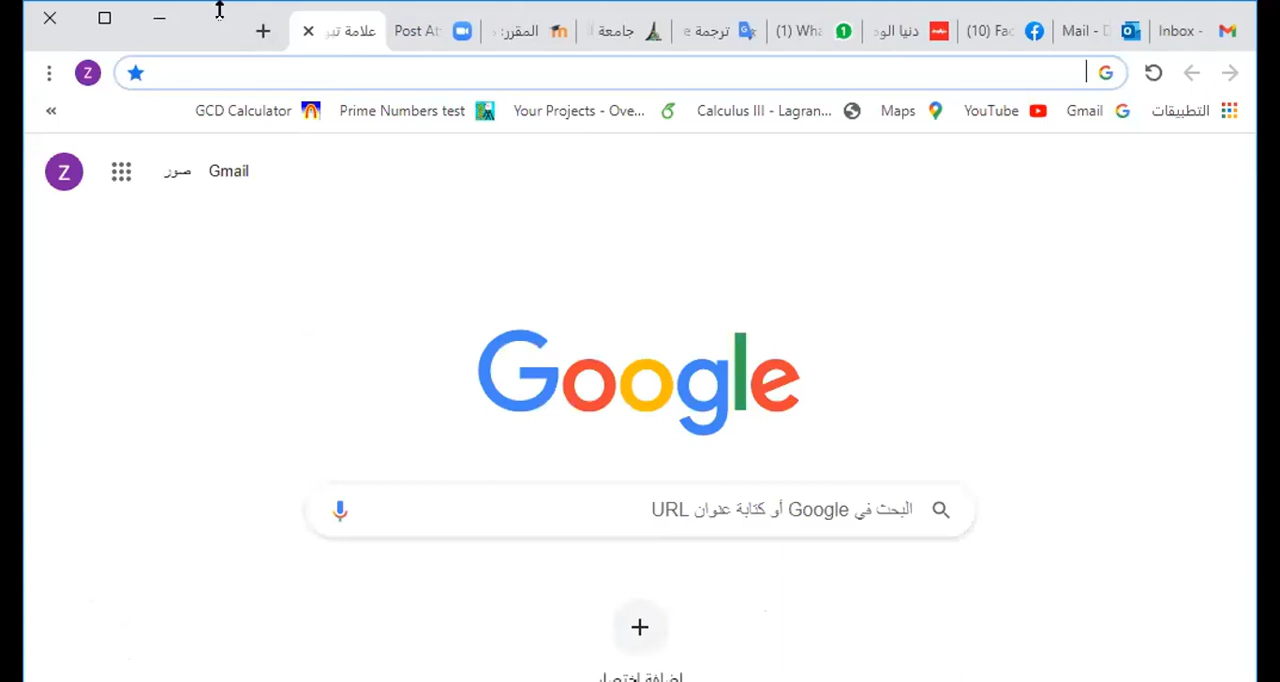 Inbox - Mail - (10) Fac دنيا الو (1) Wha ترجمة جامعة المقرر: Post At علامة تبو
Z
التطبيقات Gmail YouTube Maps Calculus III - Lagran... Your Projects - Ove... Prime Numbers test GCD Calculator
Gmail صور Z
Google
البحث في Google أو كتابة عنوان URL
إضافة اختصار